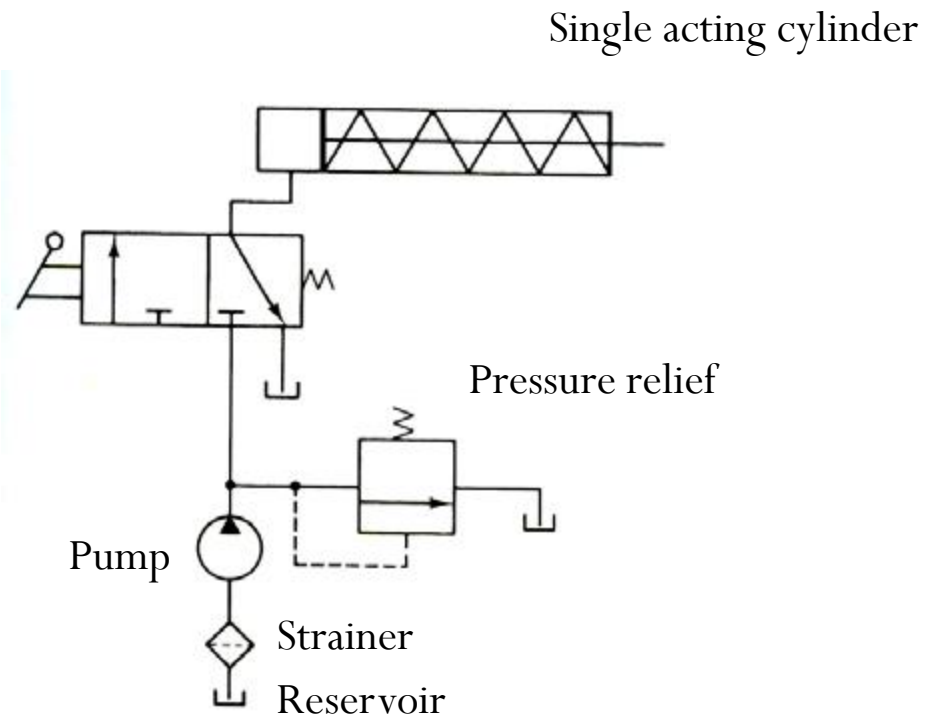 Single acting cylinder
Pressure relief
Pump
Strainer
Reservoir